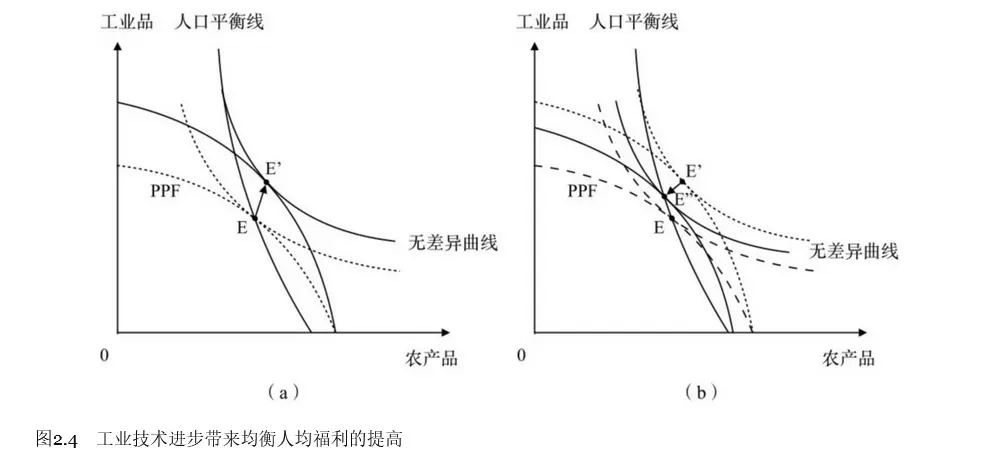 工业品 人口平衡线
E'
PPF
E
无差异曲线
0
农产品
（a）
工业品 人口平衡线
E'
PPF
E''
E
无差异曲线
0
农产品
（b）
图2.4 工业技术进步带来均衡人均福利的提高